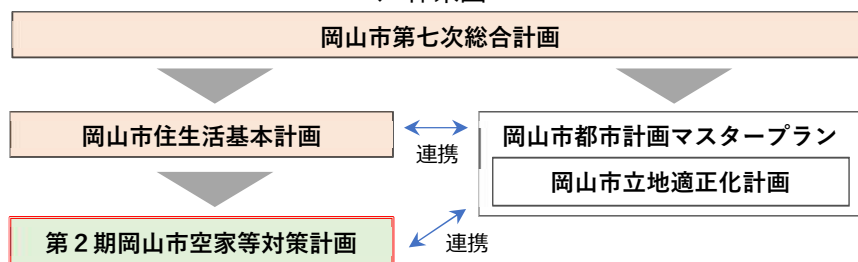 岡山市第七次総合計画
岡山市住生活基本計画
連携
岡山市都市計画マスタープラン
岡山市立地適正化計画
第２期岡山市空家等対策計画
連携